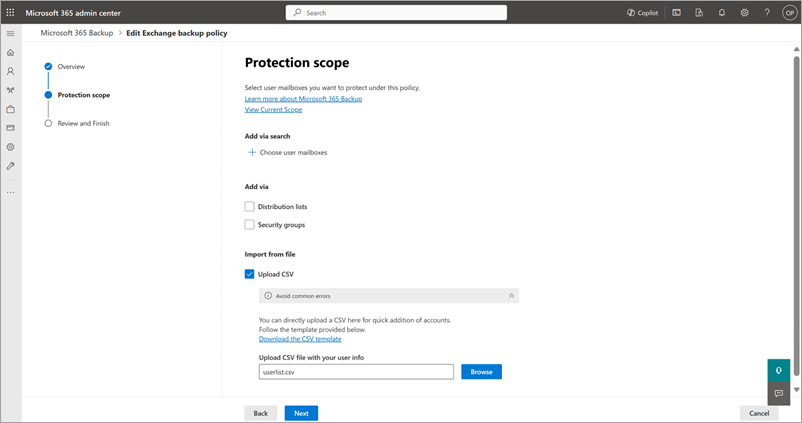 Microsoft 365 admin center
Search
Copilot
OP
Microsoft 365 Backup > Edit Exchange backup policy
Overview
Protection scope
Review and Finish
Protection scope
Select user mailboxes you want to protect under this policy.
Learn more about Microsoft 365 Backup
View Current Scope
Add via search
+ Choose user mailboxes
Add via
Distribution lists
Security groups
Import from file
Upload CSV
Avoid common errors
You can directly upload a CSV here for quick addition of accounts.
Follow the template provided below.
Download the CSV template
Upload CSV file with your user info
userlist.csv
Browse
Back
Next
Cancel